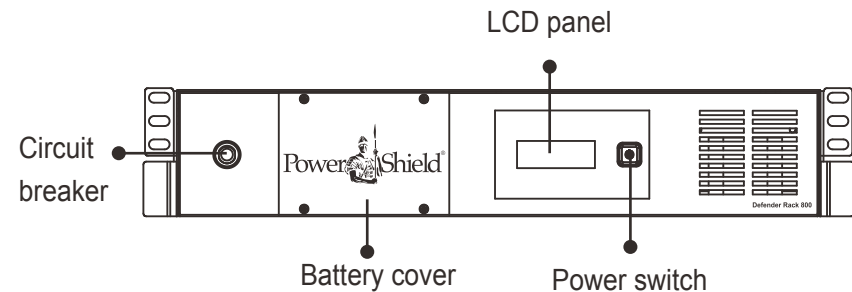 LCD panel
Circuit
breaker
PowerShield®
Defender Rack 800
Battery cover
Power switch